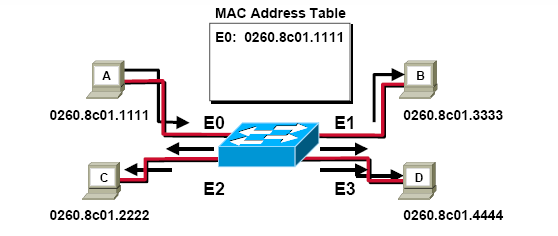 MAC Address Table
E0: 0260.8c01.1111
A
B
0260.8c01.1111
E0
E1
0260.8c01.3333
C
D
E2
E3
0260.8c01.2222
0260.8c01.4444